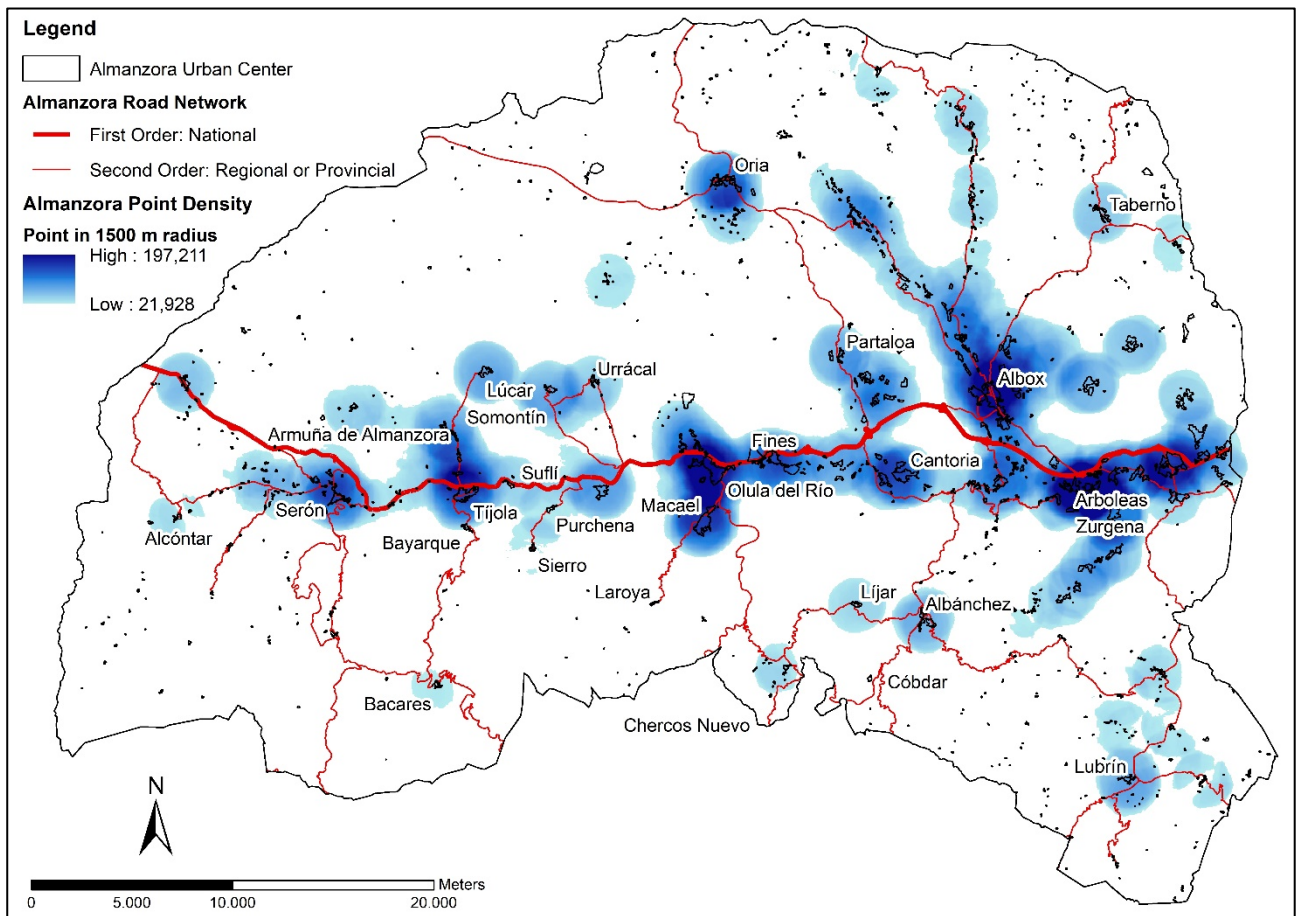 Legend
Almanzora Urban Center
Almanzora Road Network
First Order: National
Second Order: Regional or Provincial
Almanzora Point Density
Point in 1500 m radius
High : 197,211
Low : 21,928
Oria
Taberno
Partaloa
Albox
Lúcar
Urrácal
Somontín
Armuña de Almanzora
Fines
Cantoria
Suflí
Serón
Tíjola
Purchena
Macael
Olula del Río
Arboleas
Zurgena
Alcóntar
Bayarque
Sierro
Laroya
Líjar
Albánchez
Cóbdar
Bacares
Chercos Nuevo
Lubrín
N
Meters
0 5.000 10.000 20.000